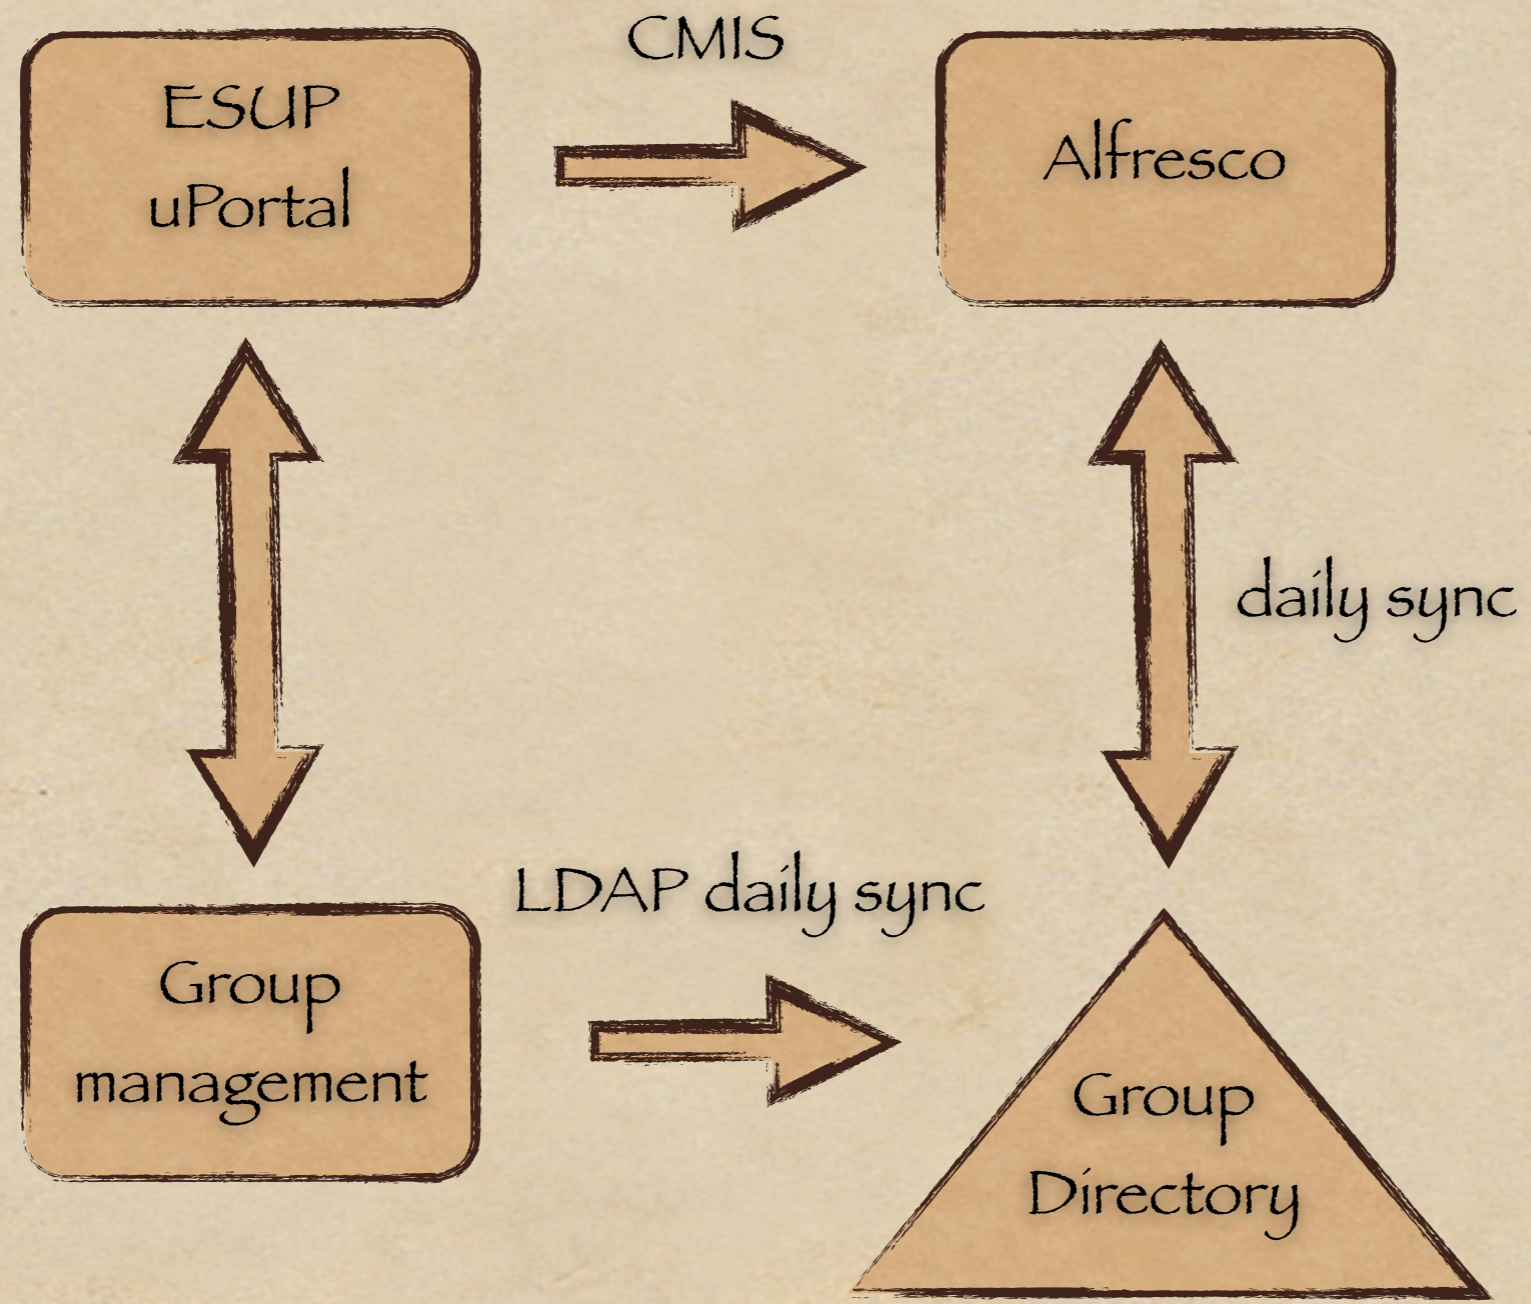 CMIS
ESUP
uPortal
Alfresco
daily sync
LDAP daily sync
Group
management
Group
Directory